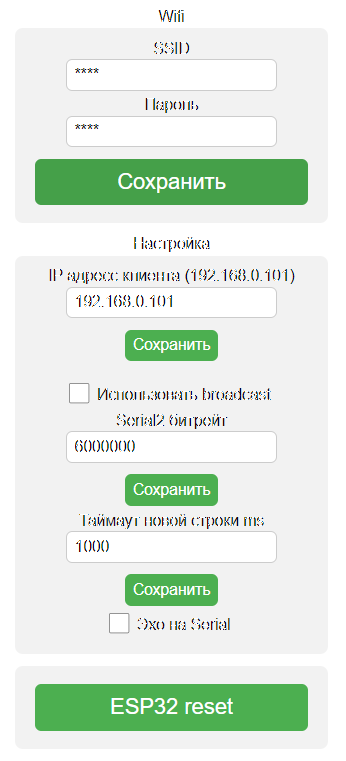 Wifi
SSID
****
Пароль
****
Сохранить
Настройка
IP адресс клиента (192.168.0.101)
192.168.0.101
Сохранить
Использовать broadcast
Serial2 битрейт
6000000
Сохранить
Таймаут новой строки ms
1000
Сохранить
Эхо на Serial
ESP32 reset